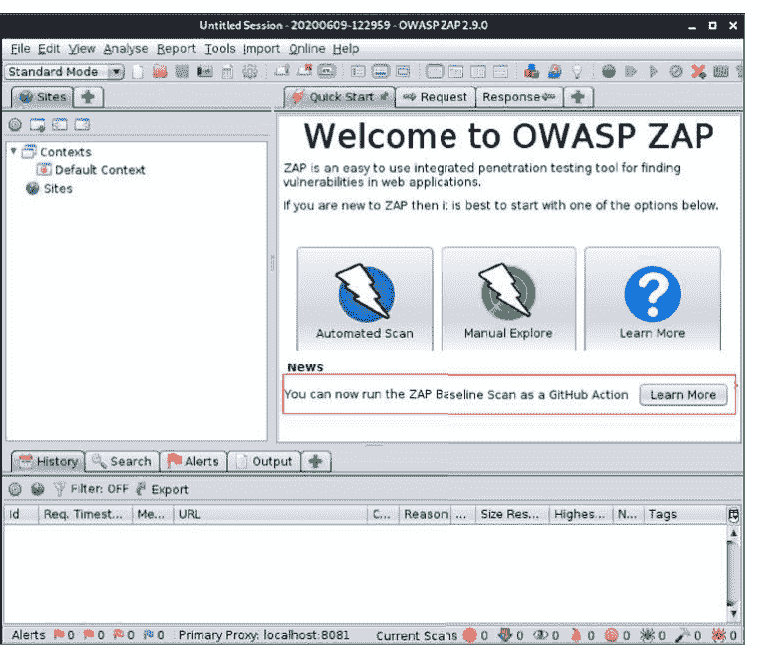 Untitled Session - 20200609-122959 - OWASP ZAP 2.9.0
File Edit View Analyse Report Tools Import Online Help
Standard Mode
Sites
Quick Start Request Response
Contexts
Default Context
Sites
Welcome to OWASP ZAP
ZAP is an easy to use integrated penetration testing tool for finding
vulnerabilities in web applications.
If you are new to ZAP then it is best to start with one of the options below.
Automated Scan
Manual Explore
Learn More
News
You can now run the ZAP Baseline Scan as a GitHub Action Learn More
History Search Alerts Output
Filter: OFF Export
Id Req. Timest... Me... URL C... Reason ... Size Res... Highes... N... Tags
Alerts 0 0 0 0 Primary Proxy: localhost:8081 Current Scans 0 0 0 0 0 0 0 0